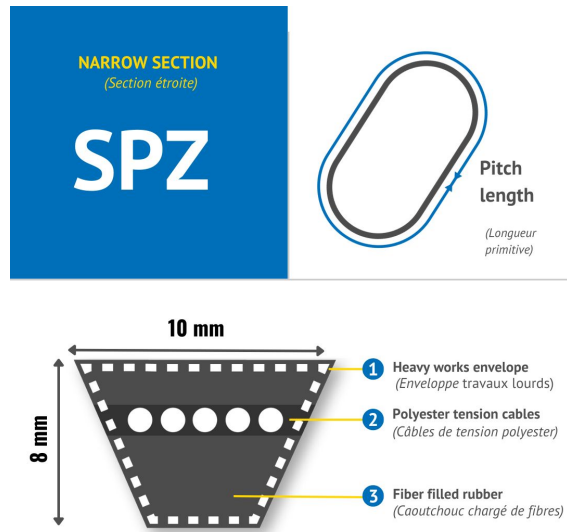 NARROW SECTION
(Section étroite)
SPZ
Pitch
length
(Longueur
primitive)
10 mm
8 mm
1 Heavy works envelope
(Enveloppe travaux lourds)
2 Polyester tension cables
(Câbles de tension polyester)
3 Fiber filled rubber
(Caoutchouc chargé de fibres)